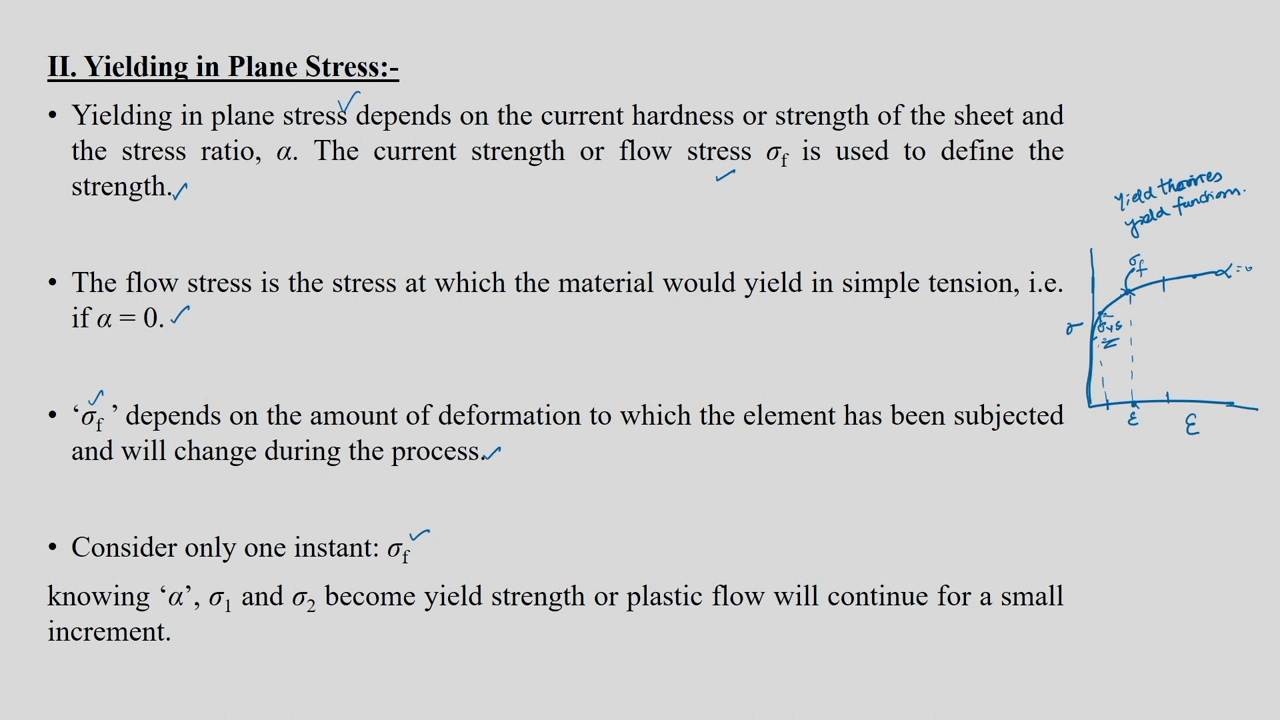 II. Yielding in Plane Stress:-
• Yielding in plane stress depends on the current hardness or strength of the sheet and
the stress ratio, α. The current strength or flow stress σf is used to define the
strength.
• The flow stress is the stress at which the material would yield in simple tension, i.e.
if α = 0.
• ‘σf ’ depends on the amount of deformation to which the element has been subjected
and will change during the process.
• Consider only one instant: σf
knowing ‘α’, σ1 and σ2 become yield strength or plastic flow will continue for a small
increment.
yield theories
yield function.
σf
α=0
σ
σys
ε
ε